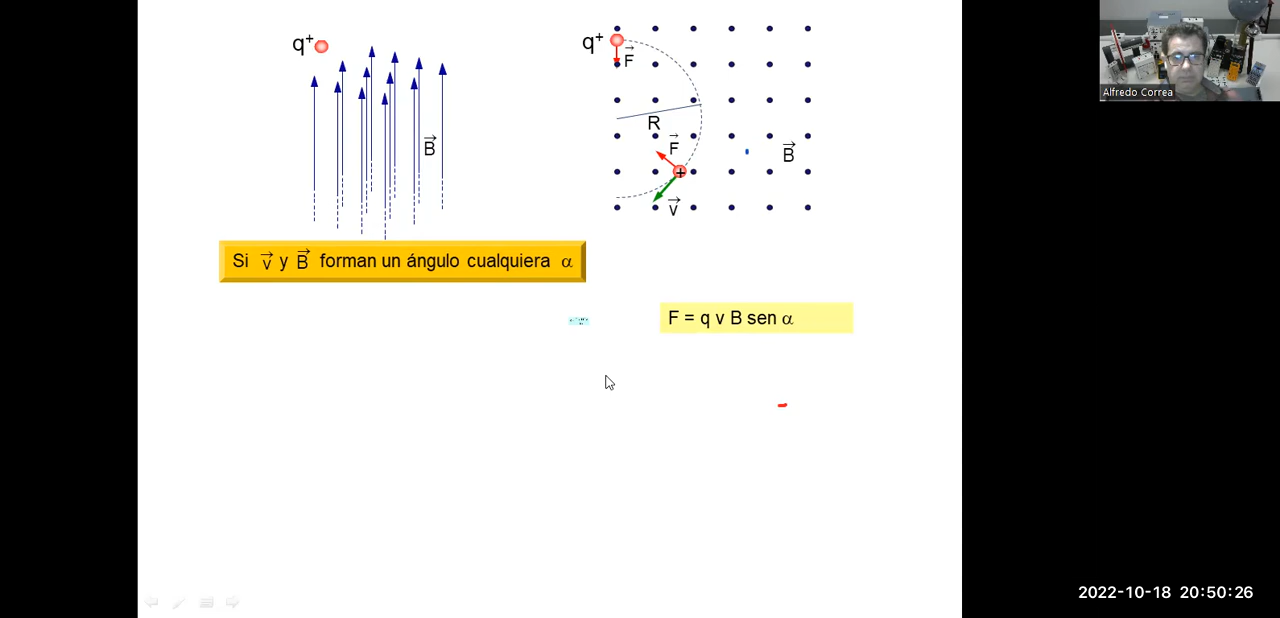 q+
B
q+
F
R
F
B
v
Si v y B forman un ángulo cualquiera α
F = q v B sen α
Alfredo Correa
2022-10-18 20:50:26